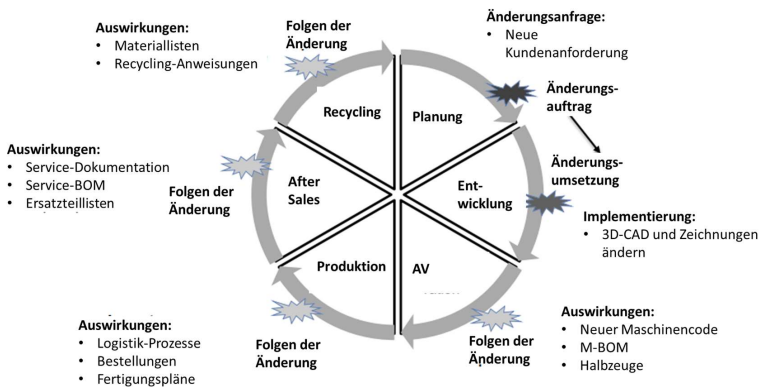 Auswirkungen:
• Materiallisten
• Recycling-Anweisungen
Folgen der
Änderung
Änderungsanfrage:
• Neue
Kundenanforderung
Änderungs-
auftrag
Recycling
Planung
Auswirkungen:
• Service-Dokumentation
• Service-BOM
• Ersatzteillisten
Folgen der
Änderung
After
Sales
Ent-
wicklung
Änderungs-
umsetzung
Implementierung:
• 3D-CAD und Zeichnungen
ändern
Produktion
AV
Auswirkungen:
• Logistik-Prozesse
• Bestellungen
• Fertigungspläne
Folgen der
Änderung
Folgen der
Änderung
Auswirkungen:
• Neuer Maschinencode
• M-BOM
• Halbzeuge